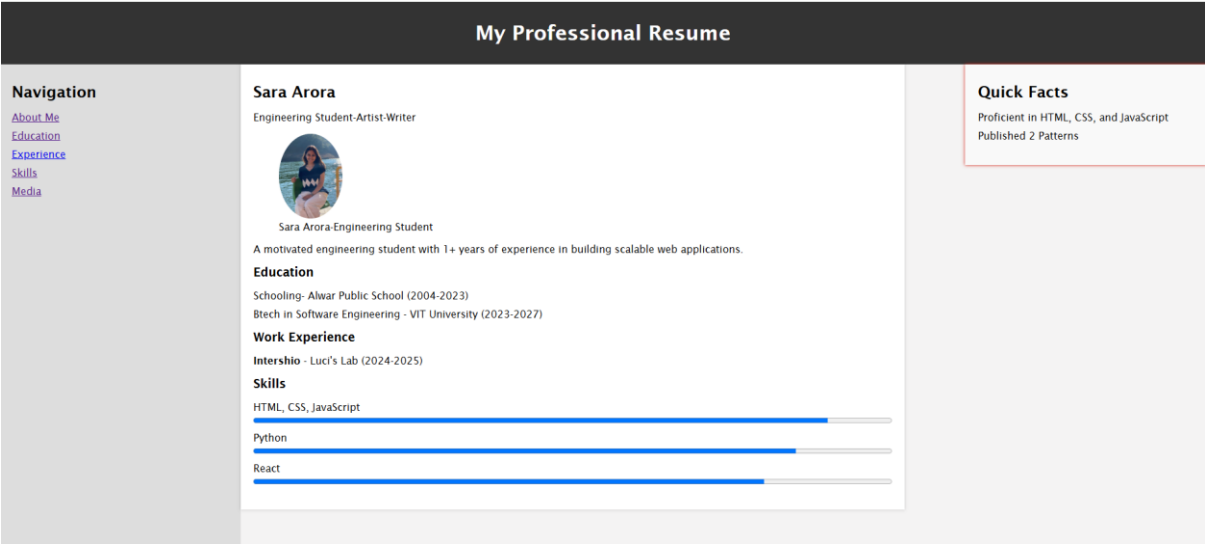 My Professional Resume
Navigation
About Me
Education
Experience
Skills
Media
Sara Arora
Engineering Student-Artist-Writer
Sara Arora-Engineering Student
A motivated engineering student with 1+ years of experience in building scalable web applications.
Education
Schooling- Alwar Public School (2004-2023)
Btech in Software Engineering - VIT University (2023-2027)
Work Experience
Intershio - Luci's Lab (2024-2025)
Skills
HTML, CSS, JavaScript
Python
React
Quick Facts
Proficient in HTML, CSS, and JavaScript
Published 2 Patterns